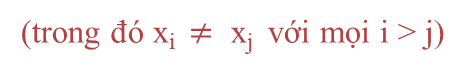 (trong đó xᵢ ≠ xⱼ với mọi i > j)